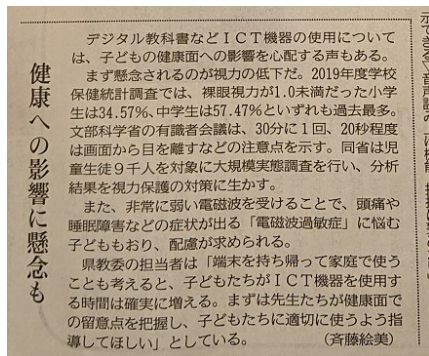 健康への影響に懸念も
デジタル教科書などＩＣＴ機器の使用について
は、子どもの健康面への影響を心配する声もある。
まず懸念されるのが視力の低下だ。2019年度学校
保健統計調査では、裸眼視力が1.0未満だった小学
生は34.57％、中学生は57.47％といずれも過去最多。
文部科学省の有識者会議は、30分に１回、20秒程度
は画面から目を離すなどの注意点を示す。同省は児
童生徒９千人を対象に大規模実態調査を行い、分析
結果を視力保護の対策に生かす。
また、非常に弱い電磁波を受けることで、頭痛や
睡眠障害などの症状が出る「電磁波過敏症」に悩む
子どももおり、配慮が求められる。
県教委の担当者は「端末を持ち帰って家庭で使う
ことも考えると、子どもたちがＩＣＴ機器を使用す
る時間は確実に増える。まずは先生たちが健康面で
の留意点を把握し、子どもたちに適切に使うよう指
導してほしい」としている。（斉藤絵美）